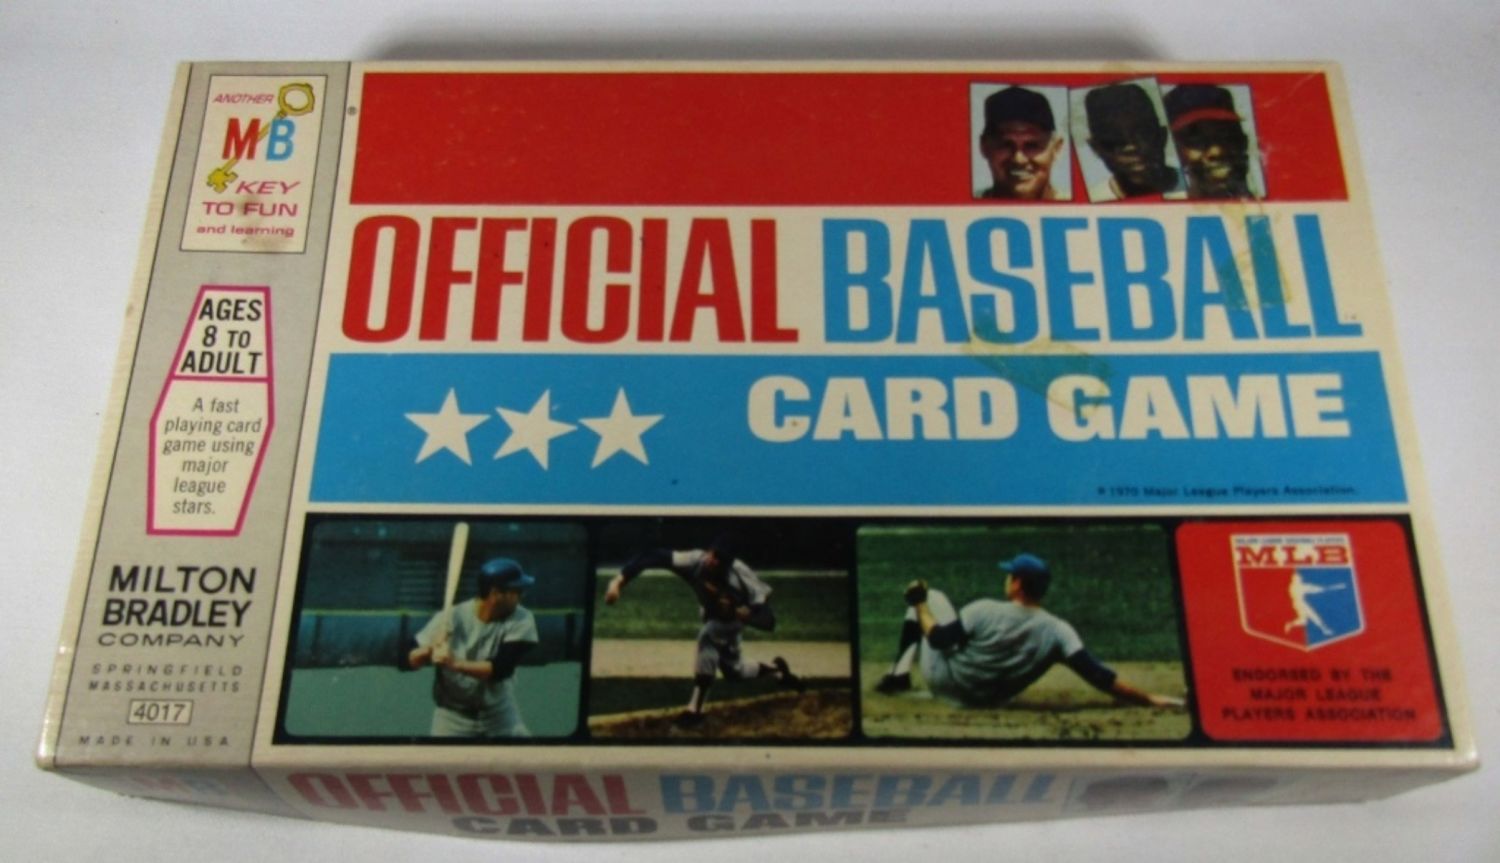 ANOTHER
MB
KEY
TO FUN
and learning
®
AGES
8 TO
ADULT
A fast
playing card
game using
major
league
stars.
MILTON
BRADLEY
COMPANY
SPRINGFIELD
MASSACHUSETTS
4017
MADE IN USA
OFFICIAL BASEBALL
CARD GAME
© 1970 Major League Players Association.
MLB
ENDORSED BY THE
MAJOR LEAGUE
PLAYERS ASSOCIATION
MB
OFFICIAL BASEBALL
CARD GAME